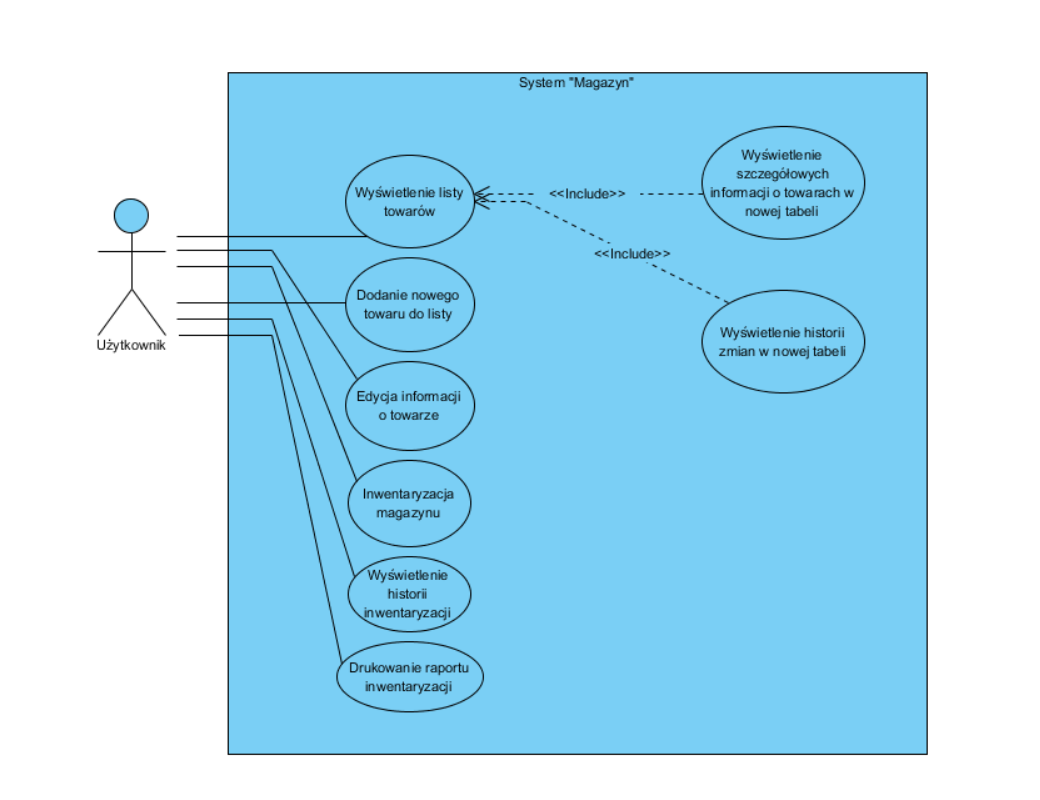 System "Magazyn"
Wyświetlenie listy
towarów
<<Include>>
Wyświetlenie
szczegółowych
informacji o towarach w
nowej tabeli
<<Include>>
Dodanie nowego
towaru do listy
Wyświetlenie historii
zmian w nowej tabeli
Użytkownik
Edycja informacji
o towarze
Inwentaryzacja
magazynu
Wyświetlenie
historii
inwentaryzacji
Drukowanie raportu
inwentaryzacji